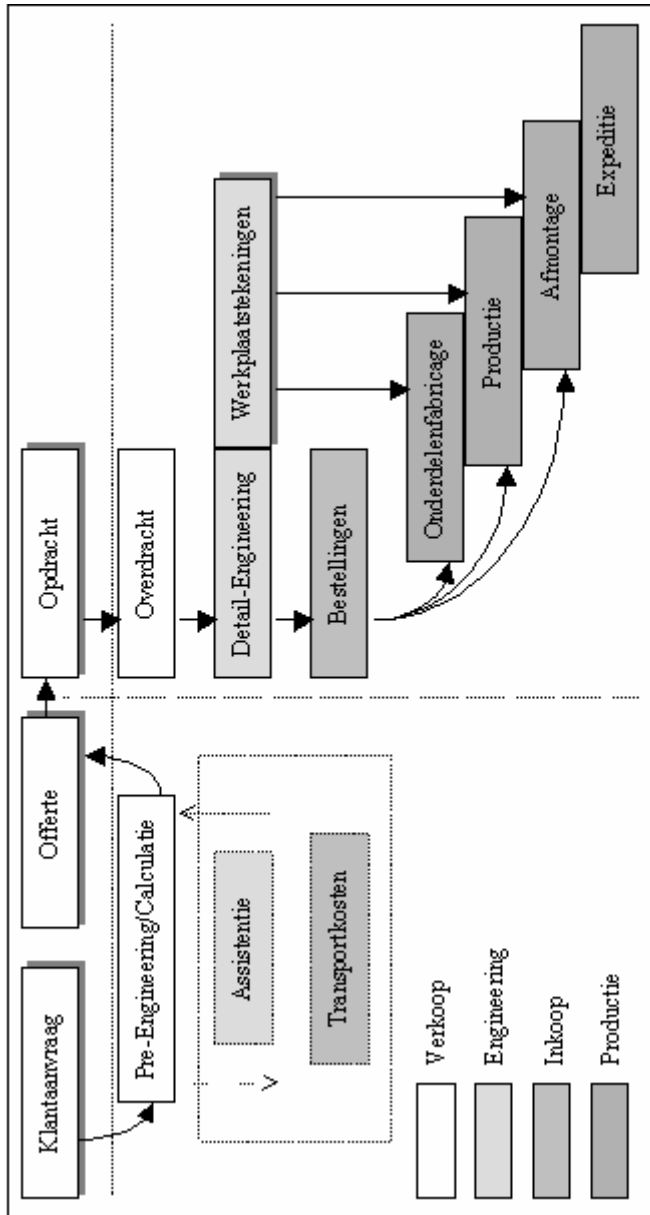 Klantaanvraag
Offerte
Opdracht
Pre-Engineering/Calculatie
Overdracht
Assistentie
Detail-Engineering
Werkplaatstekeningen
Transportkosten
Bestellingen
Onderdelenfabricage
Productie
Afmontage
Expeditie
Verkoop
Engineering
Inkoop
Productie